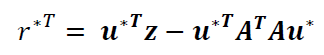 r*ᵀ = u*ᵀz − u*ᵀAᵀAu*